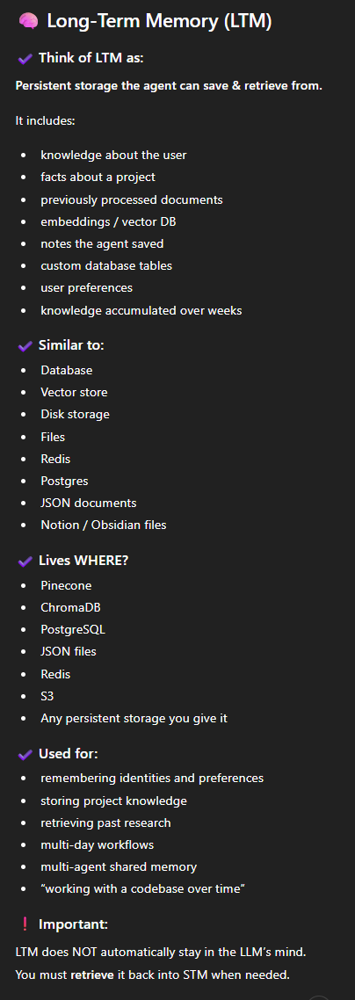 🧠 Long-Term Memory (LTM)
✔ Think of LTM as:
Persistent storage the agent can save & retrieve from.
It includes:
• knowledge about the user
• facts about a project
• previously processed documents
• embeddings / vector DB
• notes the agent saved
• custom database tables
• user preferences
• knowledge accumulated over weeks
✔ Similar to:
• Database
• Vector store
• Disk storage
• Files
• Redis
• Postgres
• JSON documents
• Notion / Obsidian files
✔ Lives WHERE?
• Pinecone
• ChromaDB
• PostgreSQL
• JSON files
• Redis
• S3
• Any persistent storage you give it
✔ Used for:
• remembering identities and preferences
• storing project knowledge
• retrieving past research
• multi-day workflows
• multi-agent shared memory
• “working with a codebase over time”
❗ Important:
LTM does NOT automatically stay in the LLM’s mind.
You must retrieve it back into STM when needed.